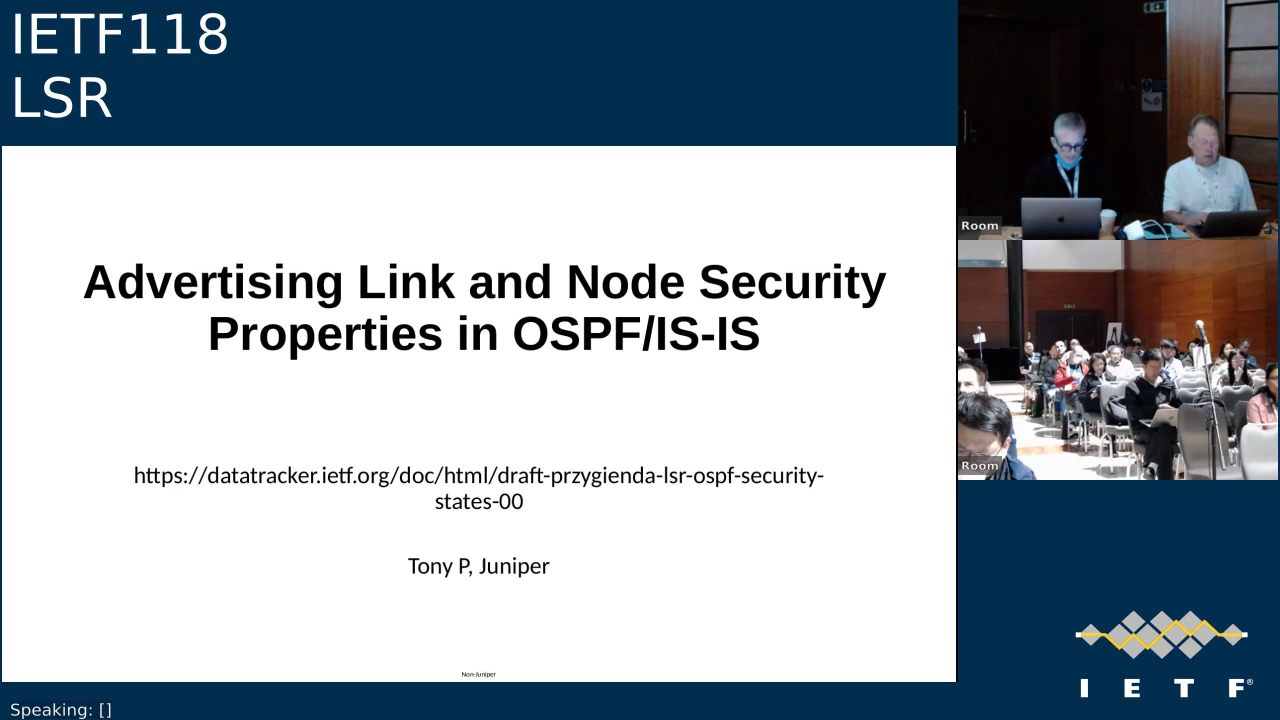 IETF118
LSR
Advertising Link and Node Security
Properties in OSPF/IS-IS
https://datatracker.ietf.org/doc/html/draft-przygienda-lsr-ospf-security-
states-00
Tony P, Juniper
Non-Juniper
Room
Room
I E T F®
Speaking: []